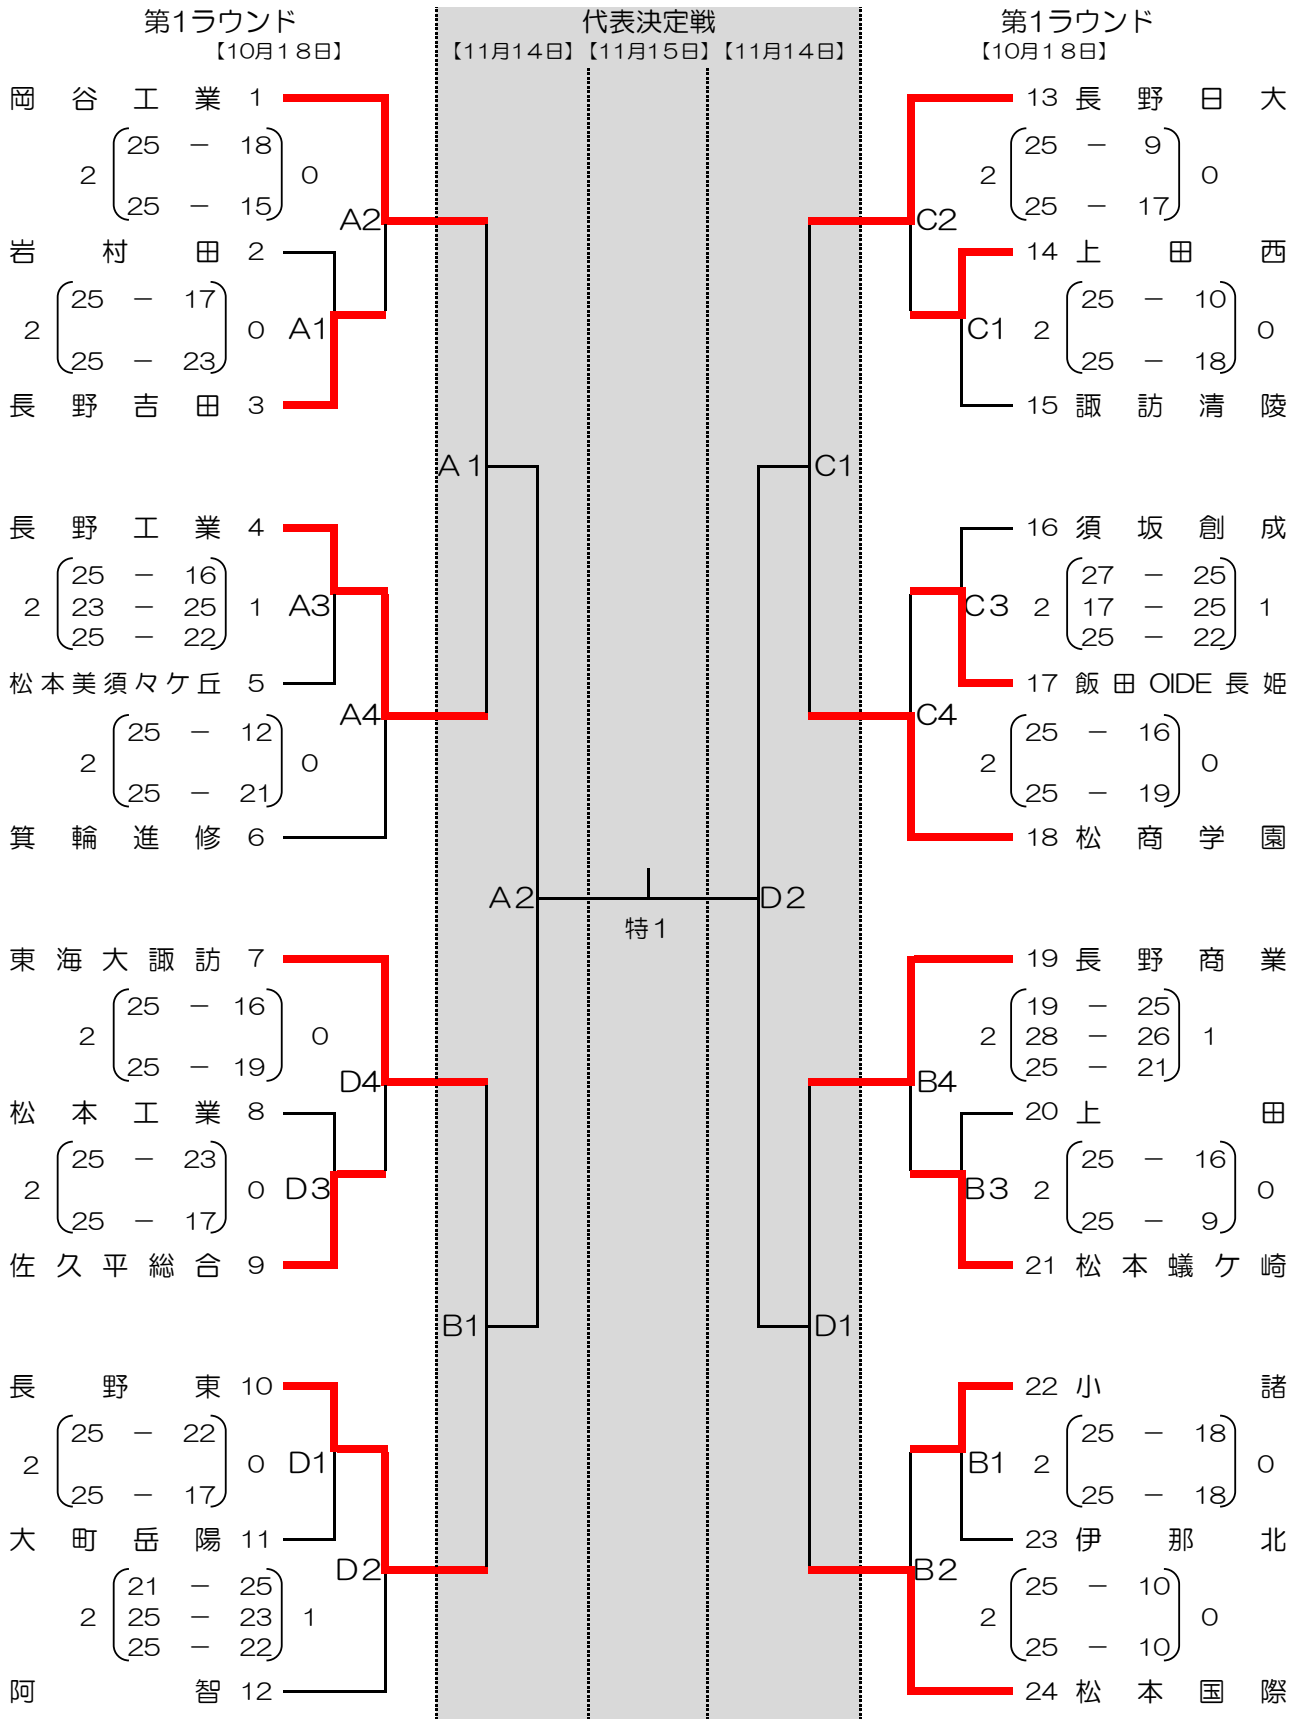 第1ラウンド
【10月18日】
代表決定戦
【11月14日】【11月15日】【11月14日】
第1ラウンド
【10月18日】
岡谷工業 1
25 － 18
2 0
25 － 15
A2
岩村田 2
25 － 17
2 0 A1
25 － 23
長野吉田 3
長野工業 4
25 － 16
2 23 － 25 1 A3
25 － 22
松本美須々ケ丘 5
A4
25 － 12
2 0
25 － 21
箕輪進修 6
東海大諏訪 7
25 － 16
2 0
25 － 19
D4
松本工業 8
25 － 23
2 0 D3
25 － 17
佐久平総合 9
長野東 10
25 － 22
2 0 D1
25 － 17
大町岳陽 11
D2
21 － 25
2 25 － 23 1
25 － 22
阿智 12
A1
B1
A2
特1
D2
C1
D1
13 長野日大
25 － 9
2 0
25 － 17
C2
14 上田西
25 － 10
C1 2 0
25 － 18
15 諏訪清陵
16 須坂創成
27 － 25
C3 2 17 － 25 1
25 － 22
17 飯田OIDE長姫
C4
25 － 16
2 0
25 － 19
18 松商学園
19 長野商業
19 － 25
2 28 － 26 1
25 － 21
B4
20 上田
25 － 16
B3 2 0
25 － 9
21 松本蟻ケ崎
22 小諸
25 － 18
B1 2 0
25 － 18
23 伊那北
B2
25 － 10
2 0
25 － 10
24 松本国際